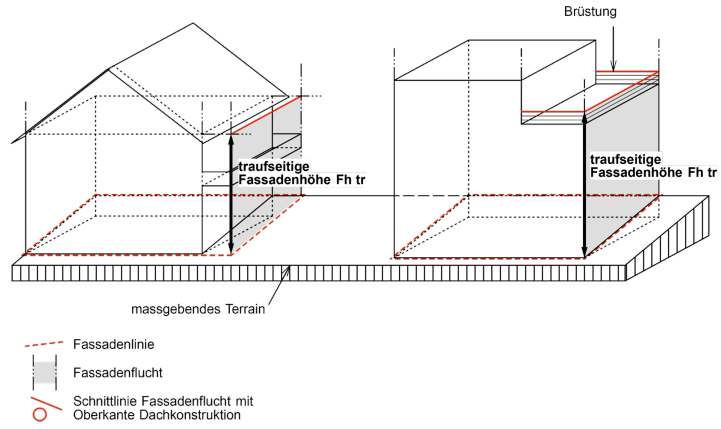 Brüstung
traufseitige
Fassadenhöhe Fh tr
traufseitige
Fassadenhöhe Fh tr
massgebendes Terrain
Fassadenlinie
Fassadenflucht
Schnittlinie Fassadenflucht mit
Oberkante Dachkonstruktion